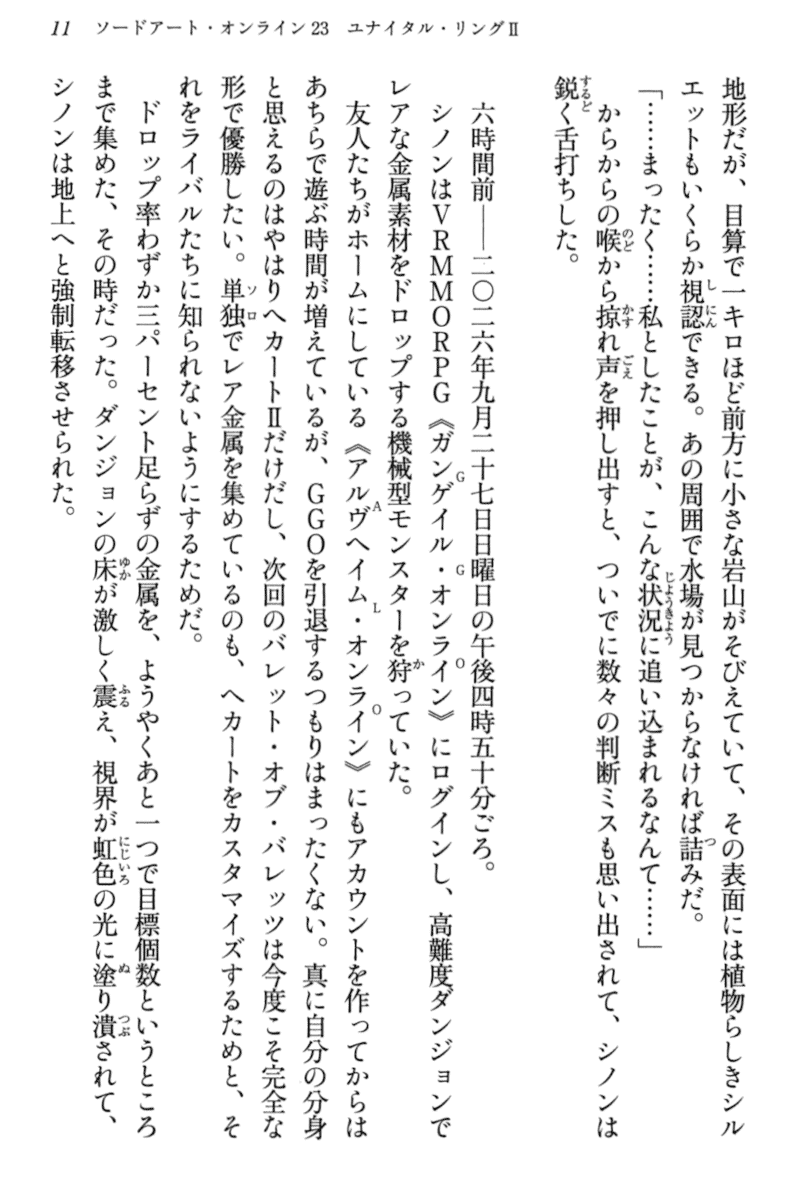 11　ソードアート・オンライン23　ユナイタル・リングⅡ
地形だが、目算で一キロほど前方に小さな岩山がそびえていて、その表面には植物らしきシル
エットもいくらか視認できる。あの周囲で水場が見つからなければ詰みだ。
「……まったく……私としたことが、こんな状況に追い込まれるなんて……」
からからの喉から掠れ声を押し出すと、ついでに数々の判断ミスも思い出されて、シノンは
鋭く舌打ちした。
六時間前――二〇二六年九月二十七日日曜日の午後四時五十分ごろ。
シノンはVRMMORPG《ガンゲイル・オンライン》にログインし、高難度ダンジョンで
レアな金属素材をドロップする機械型モンスターを狩っていた。
友人たちがホームにしている《アルヴヘイム・オンライン》にもアカウントを作ってからは
あちらで遊ぶ時間が増えているが、GGOを引退するつもりはまったくない。真に自分の分身
と思えるのはやはりヘカートⅡだけだし、次回のバレット・オブ・バレッツは今度こそ完全な
形で優勝したい。単独でレア金属を集めているのも、ヘカートをカスタマイズするためと、そ
れをライバルたちに知られないようにするためだ。
ドロップ率わずか三パーセント足らずの金属を、ようやくあと一つで目標個数というところ
まで集めた、その時だった。ダンジョンの床が激しく震え、視界が虹色の光に塗り潰されて、
シノンは地上へと強制転移させられた。